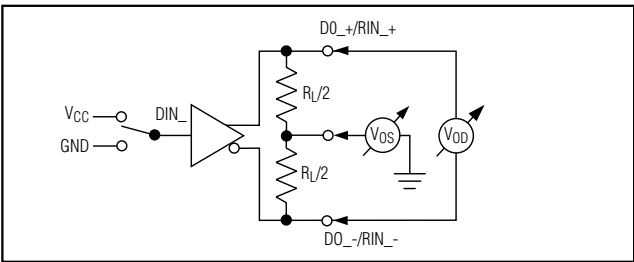 DO_+/RIN_+
RL/2
VCC
DIN_
GND
VOS
VOD
RL/2
DO_-/RIN_-